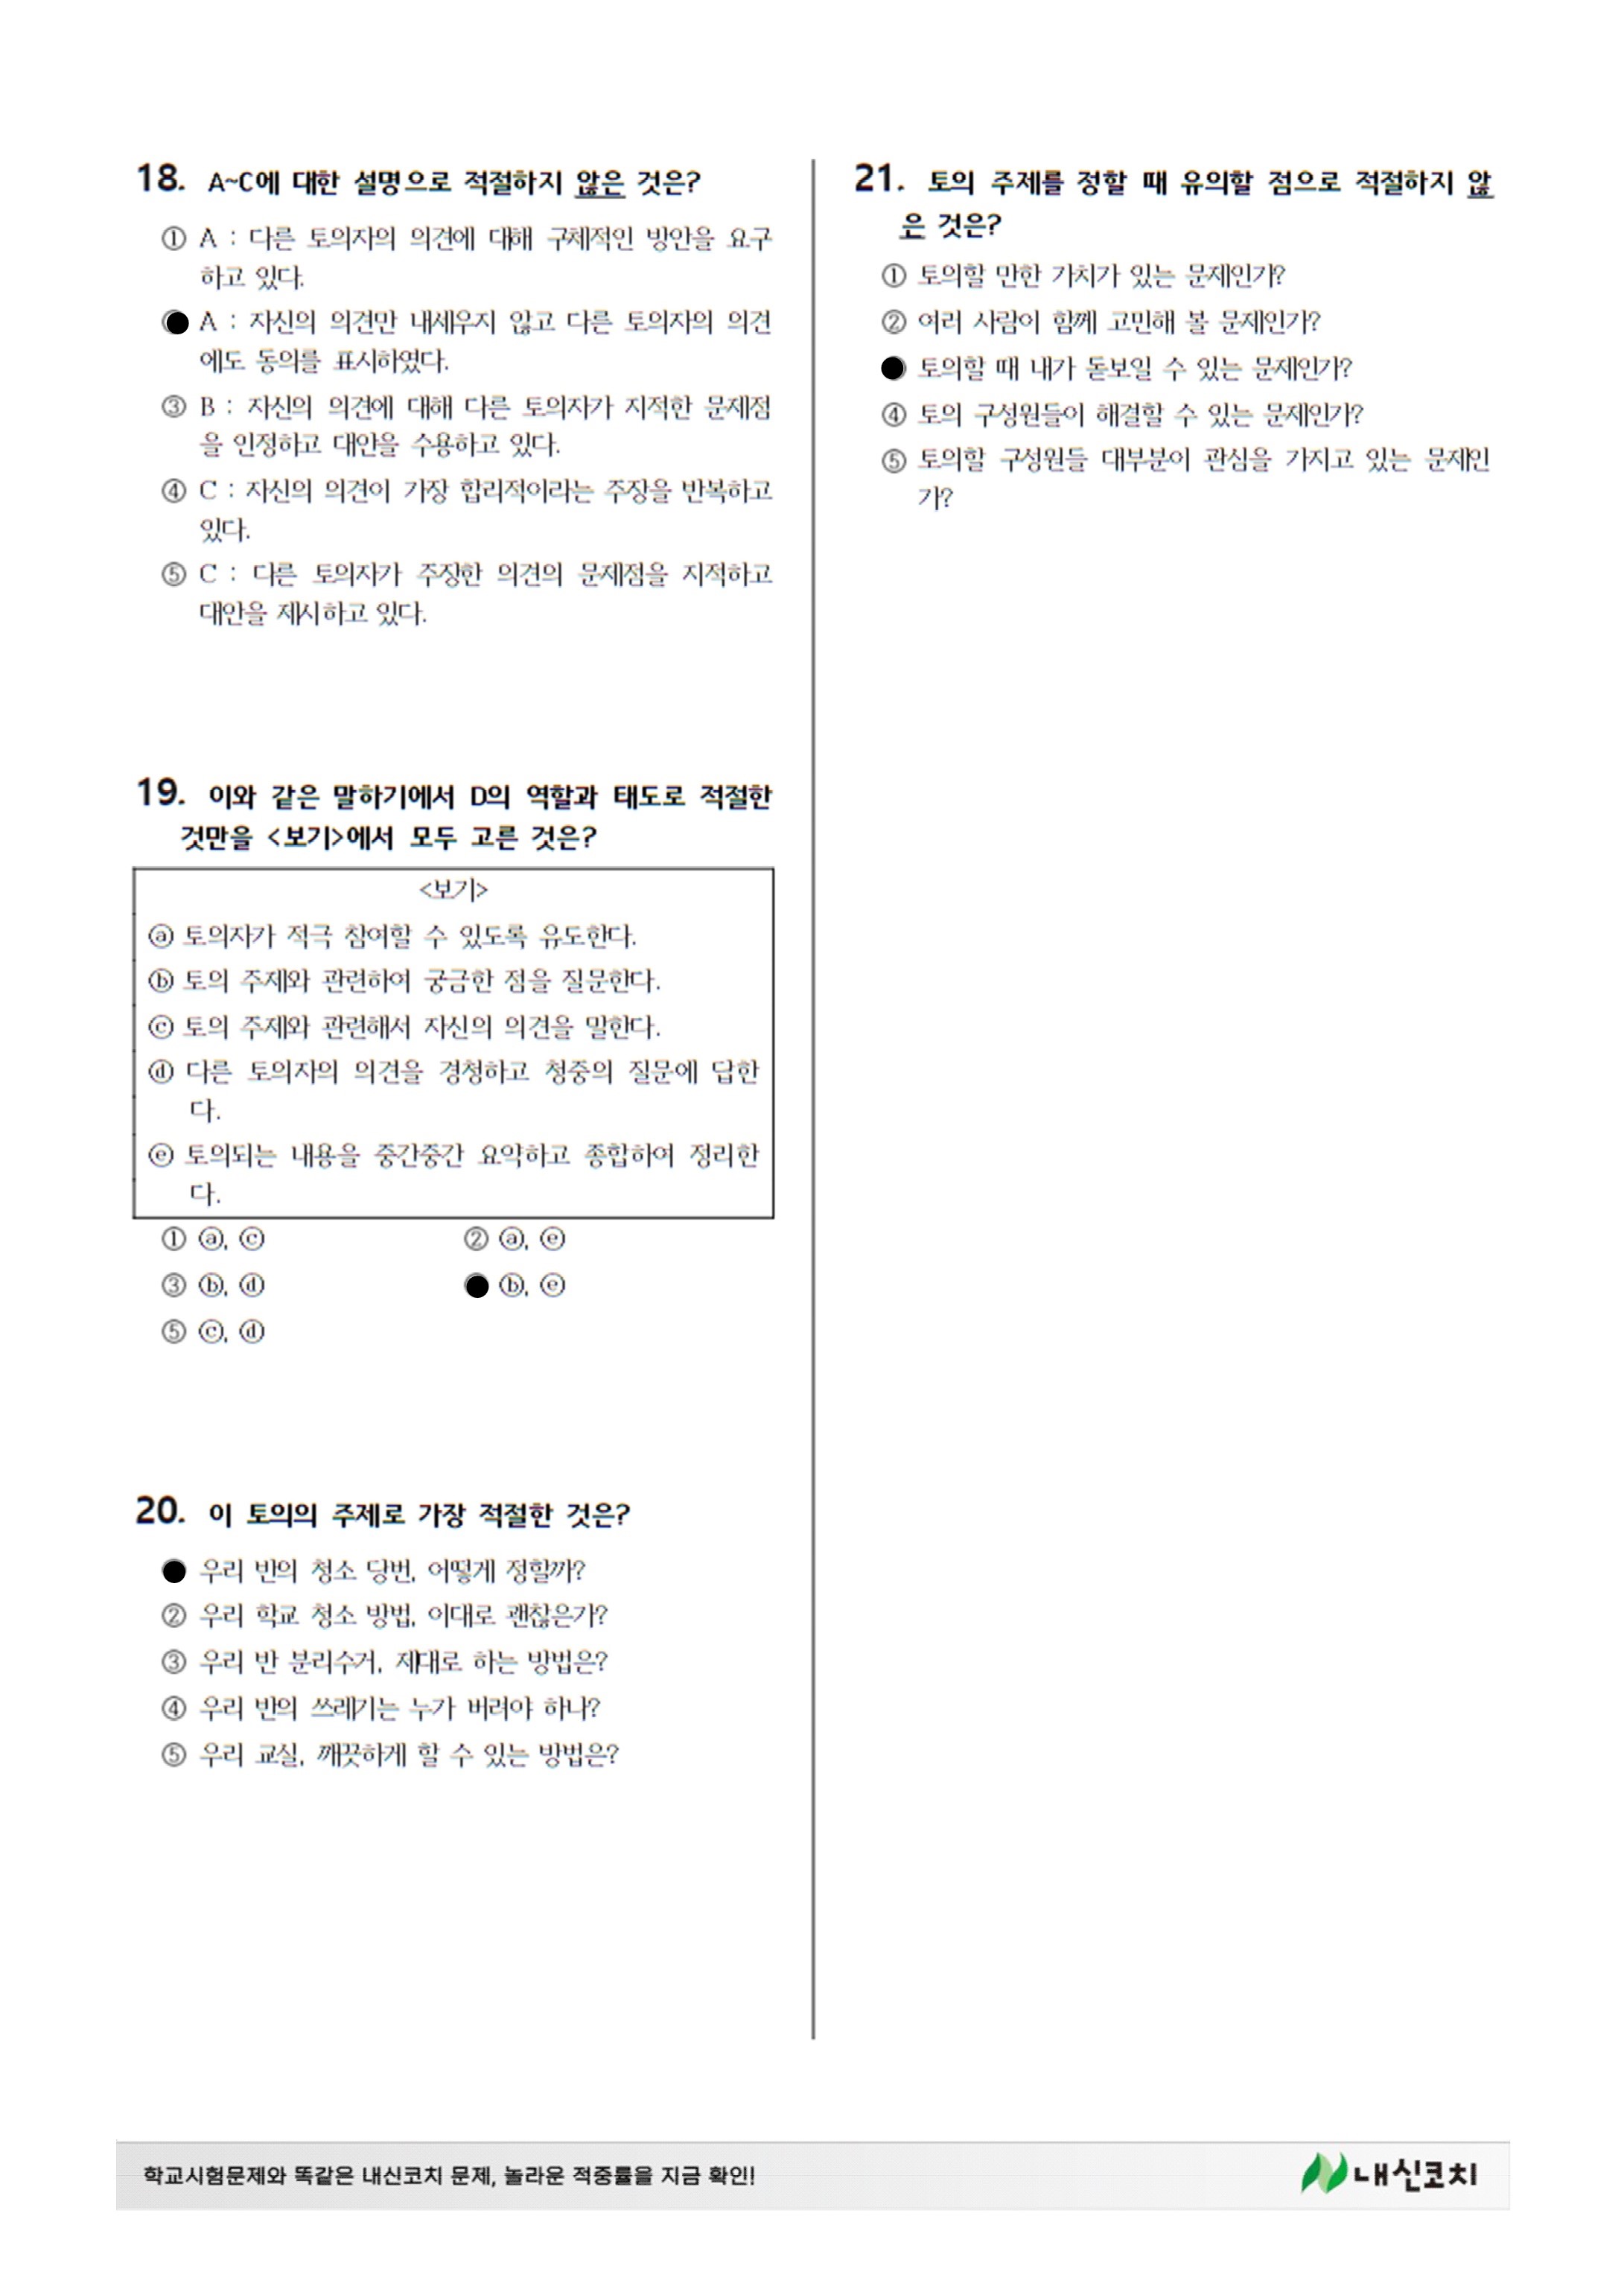 18. A~C에 대한 설명으로 적절하지 않은 것은?
① A : 다른 토의자의 의견에 대해 구체적인 방안을 요구
하고 있다.
● A : 자신의 의견만 내세우지 않고 다른 토의자의 의견
에도 동의를 표시하였다.
③ B : 자신의 의견에 대해 다른 토의자가 지적한 문제점
을 인정하고 대안을 수용하고 있다.
④ C : 자신의 의견이 가장 합리적이라는 주장을 반복하고
있다.
⑤ C : 다른 토의자가 주장한 의견의 문제점을 지적하고
대안을 제시하고 있다.
19. 이와 같은 말하기에서 D의 역할과 태도로 적절한
것만을 <보기>에서 모두 고른 것은?
<보기>
ⓐ 토의자가 적극 참여할 수 있도록 유도한다.
ⓑ 토의 주제와 관련하여 궁금한 점을 질문한다.
ⓒ 토의 주제와 관련해서 자신의 의견을 말한다.
ⓓ 다른 토의자의 의견을 경청하고 청중의 질문에 답한
다.
ⓔ 토의되는 내용을 중간중간 요약하고 종합하여 정리한
다.
① ⓐ, ⓒ ② ⓐ, ⓔ
③ ⓑ, ⓓ ● ⓑ, ⓔ
⑤ ⓒ, ⓓ
20. 이 토의의 주제로 가장 적절한 것은?
● 우리 반의 청소 당번, 어떻게 정할까?
② 우리 학교 청소 방법, 이대로 괜찮은가?
③ 우리 반 분리수거, 제대로 하는 방법은?
④ 우리 반의 쓰레기는 누가 버려야 하나?
⑤ 우리 교실, 깨끗하게 할 수 있는 방법은?
21. 토의 주제를 정할 때 유의할 점으로 적절하지 않
은 것은?
① 토의할 만한 가치가 있는 문제인가?
② 여러 사람이 함께 고민해 볼 문제인가?
● 토의할 때 내가 돋보일 수 있는 문제인가?
④ 토의 구성원들이 해결할 수 있는 문제인가?
⑤ 토의할 구성원들 대부분이 관심을 가지고 있는 문제인
가?
학교시험문제와 똑같은 내신코치 문제, 놀라운 적중률을 지금 확인!
내신코치